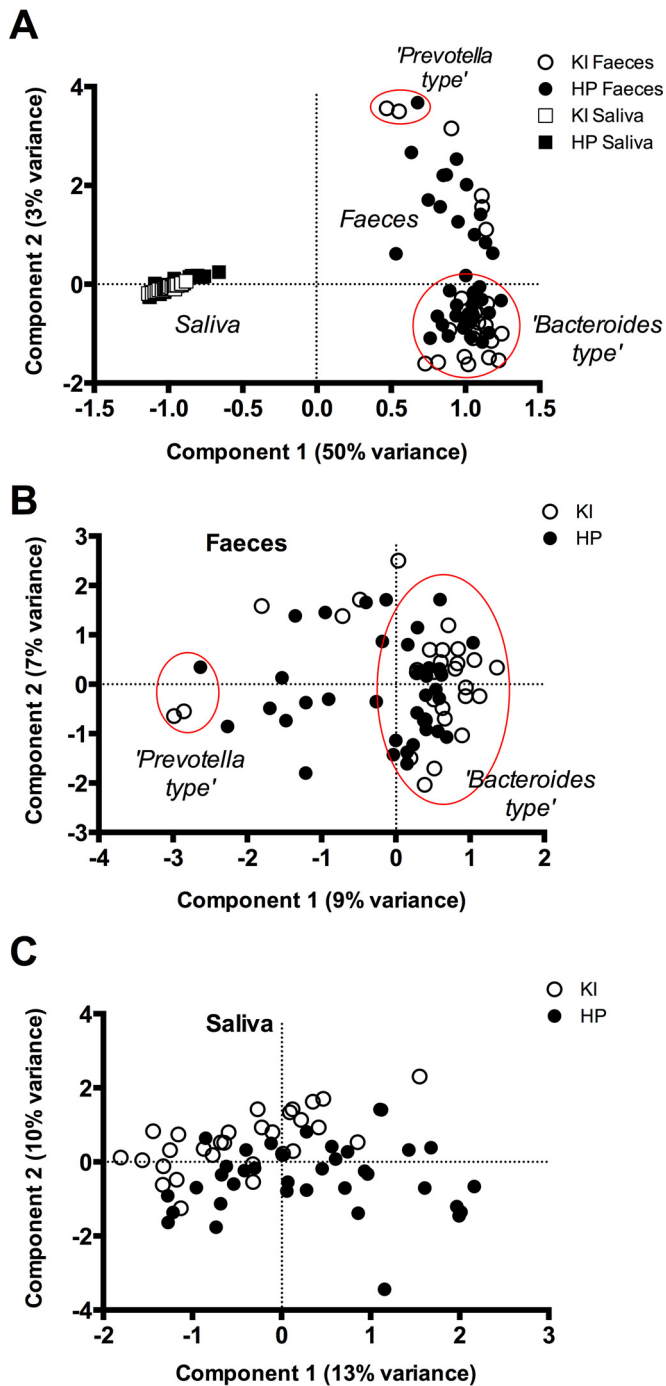 A
'Prevotella
type'
KI Faeces
HP Faeces
KI Saliva
HP Saliva
Component 2 (3% variance)
4
2
0
-2
Faeces
Saliva
'Bacteroides
type'
-1.5 -1.0 -0.5 0.0 0.5 1.0 1.5
Component 1 (50% variance)
B
Faeces
KI
HP
Component 2 (7% variance)
3
2
1
0
-1
-2
-3
'Prevotella
type'
'Bacteroides
type'
-4 -3 -2 -1 0 1 2
Component 1 (9% variance)
C
Saliva
KI
HP
Component 2 (10% variance)
4
2
0
-2
-4
-2 -1 0 1 2 3
Component 1 (13% variance)